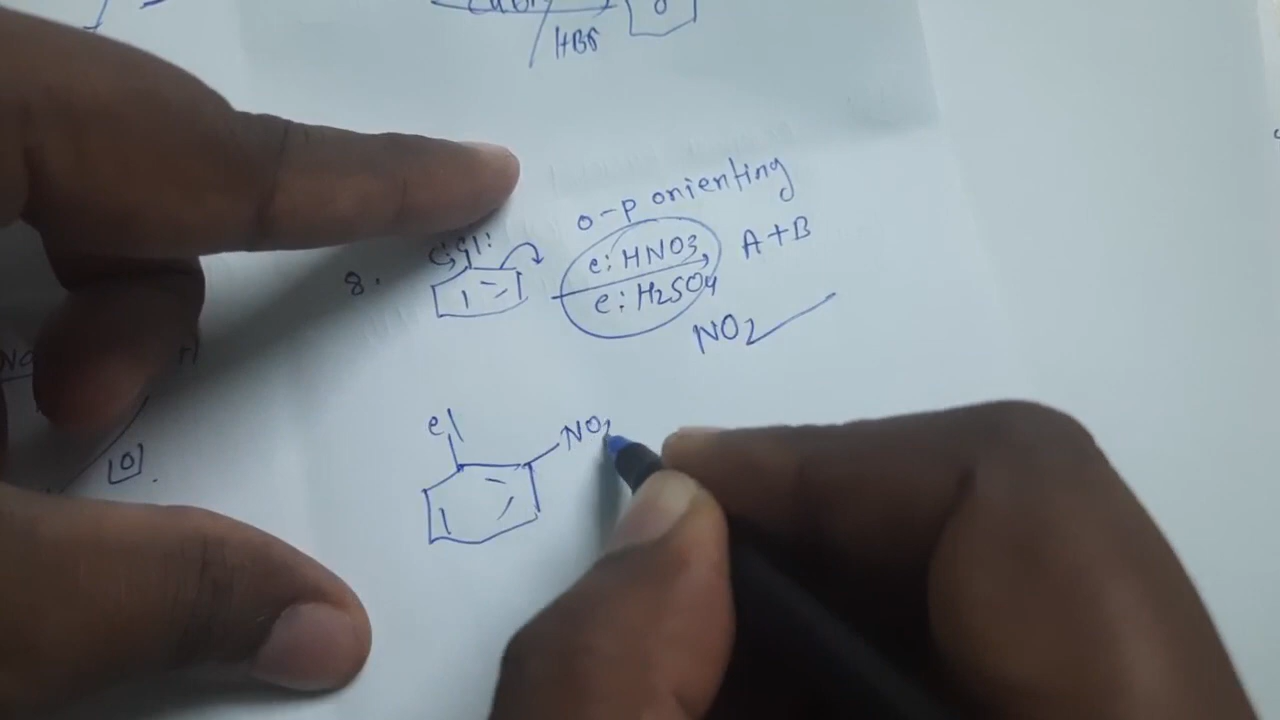 HBr
o-p orienting
8. :Cl:
c: HNO3,
c: H2SO4
A+B
NO2
Cl
NO2
[O].